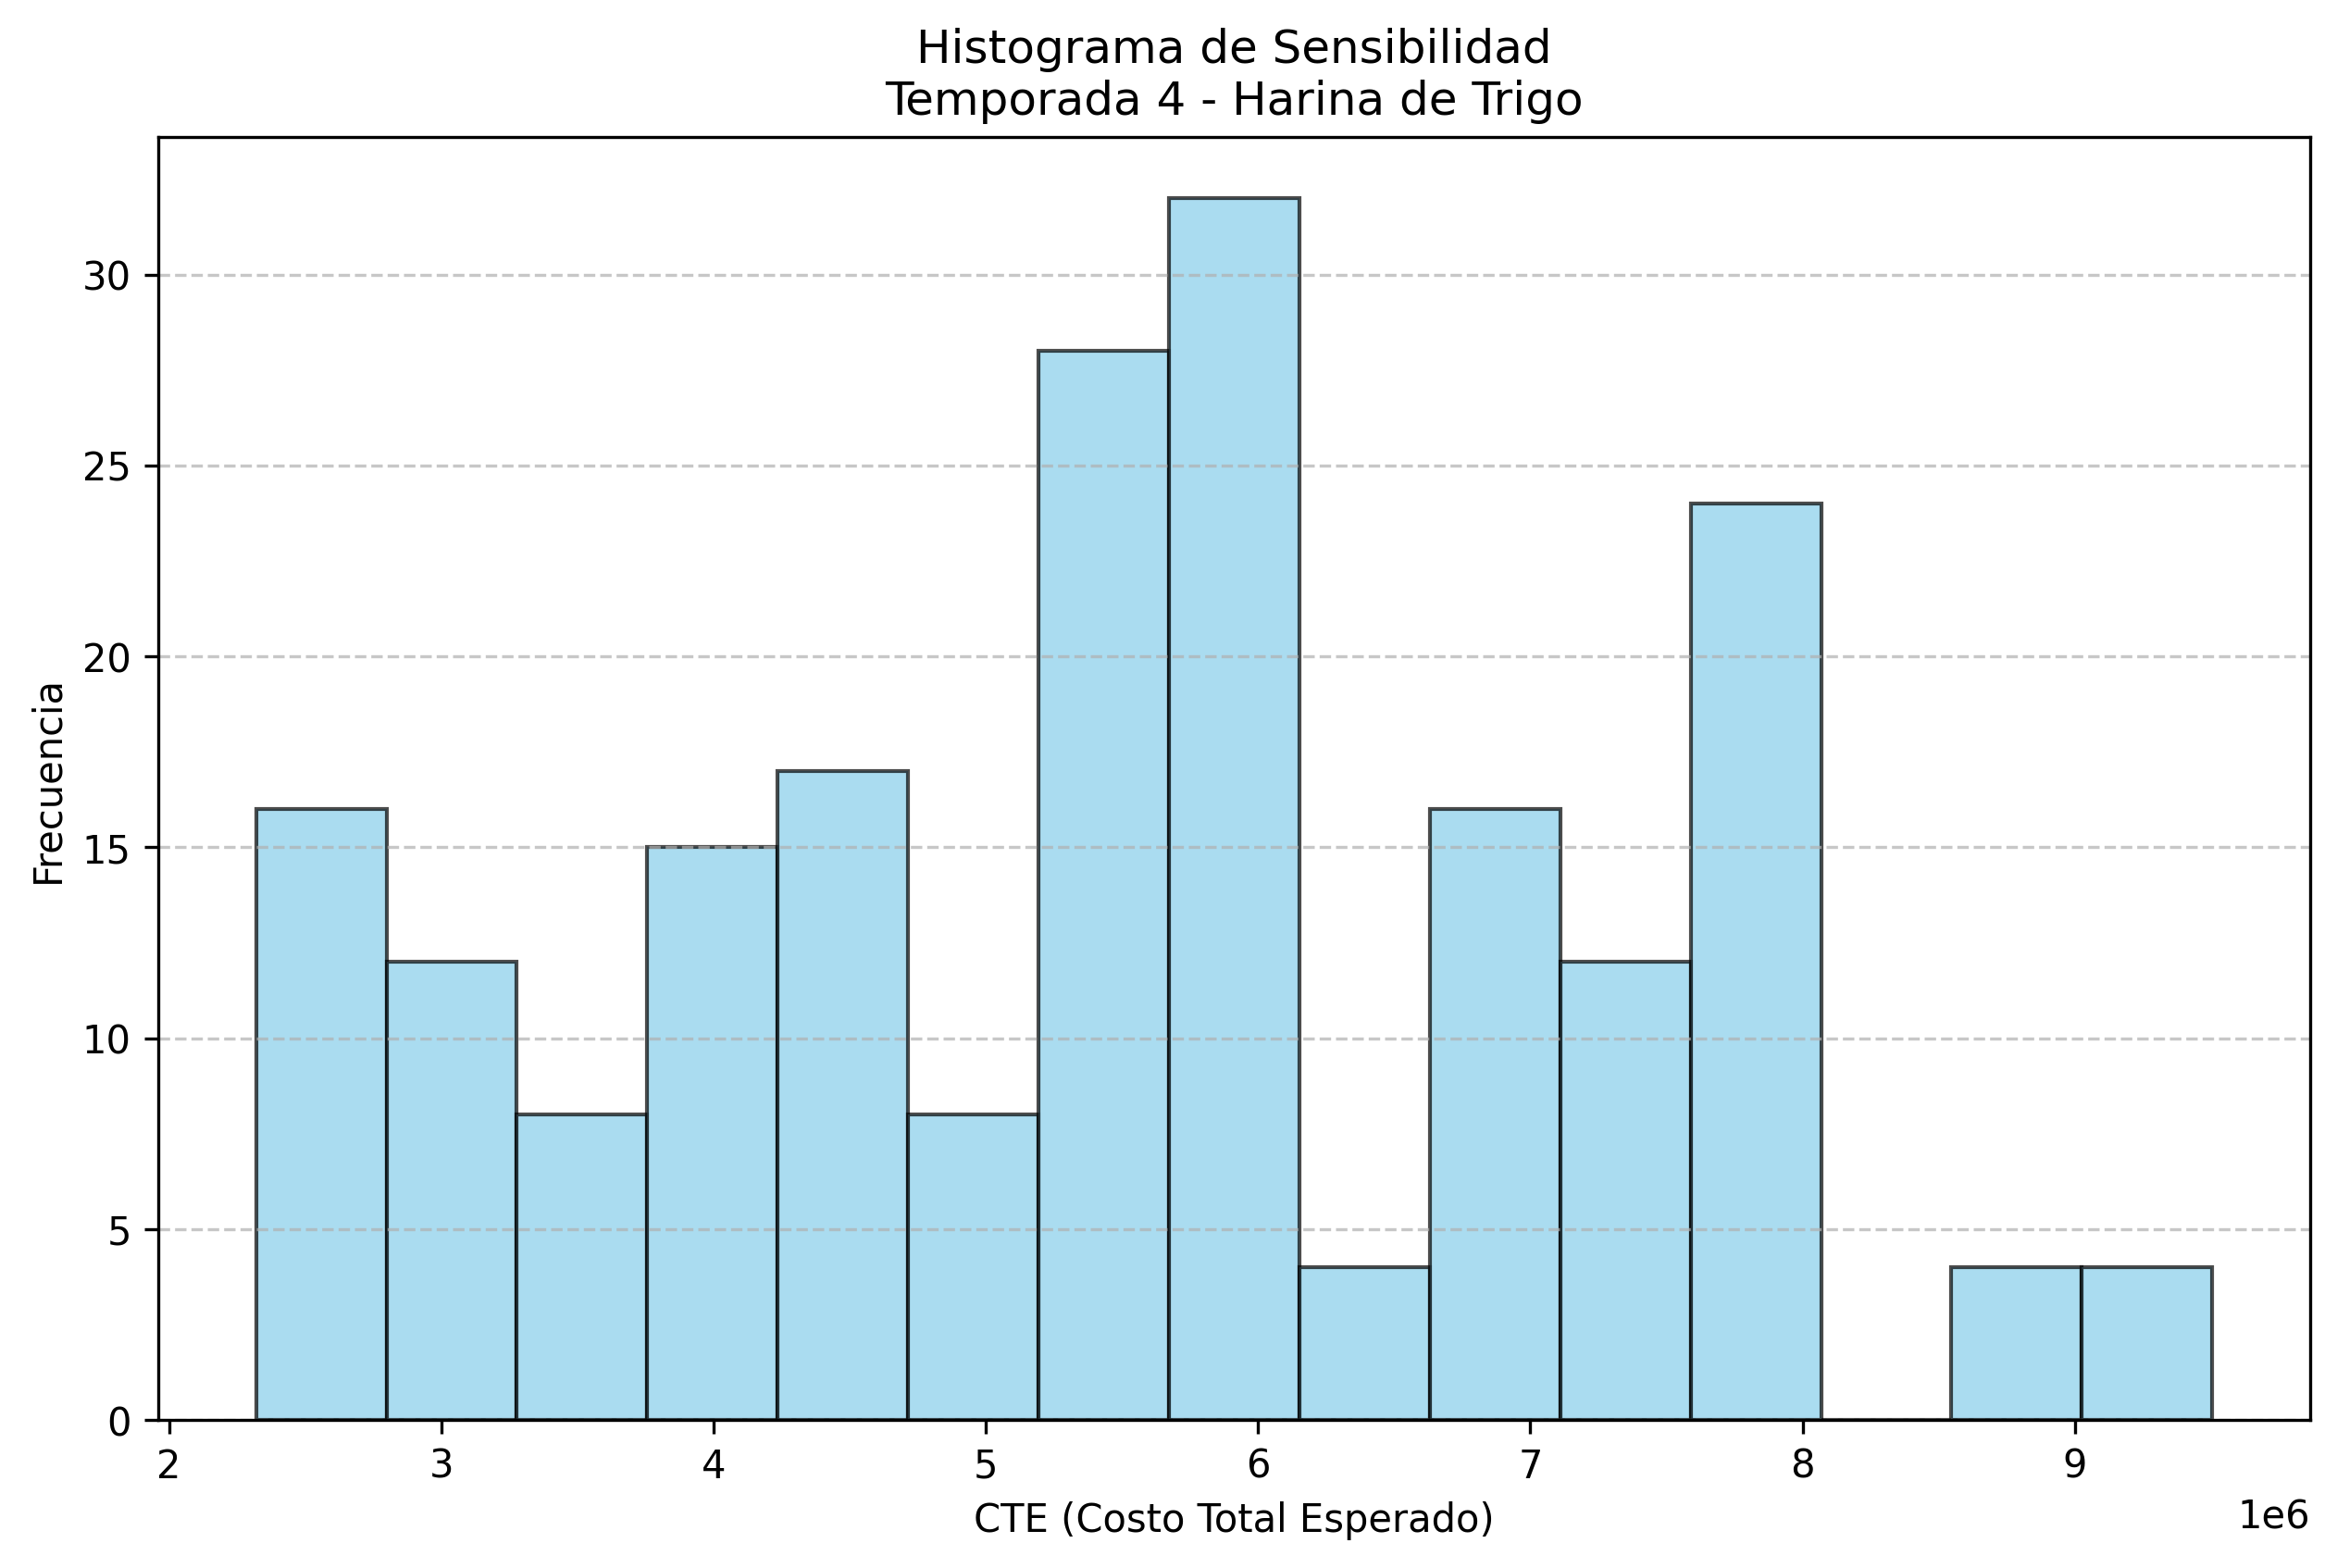 Histograma de Sensibilidad
Temporada 4 - Harina de Trigo
Frecuencia
30
25
20
15
10
5
0
2 3 4 5 6 7 8 9
CTE (Costo Total Esperado)
1e6